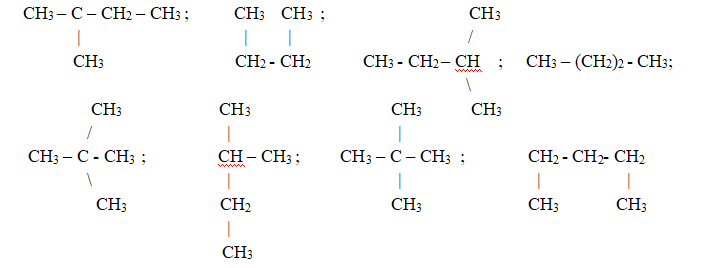 CH3 – C – CH2 – CH3 ; CH3 CH3 ; CH3
| | | /
CH3 CH2 - CH2 CH3 - CH2 – CH ; CH3 – (CH2)2 - CH3;
\
CH3 CH3 CH3 CH3
/ | |
CH3 – C - CH3 ; CH – CH3 ; CH3 – C – CH3 ; CH2 - CH2- CH2
\ | | | |
CH3 CH2 CH3 CH3 CH3
|
CH3